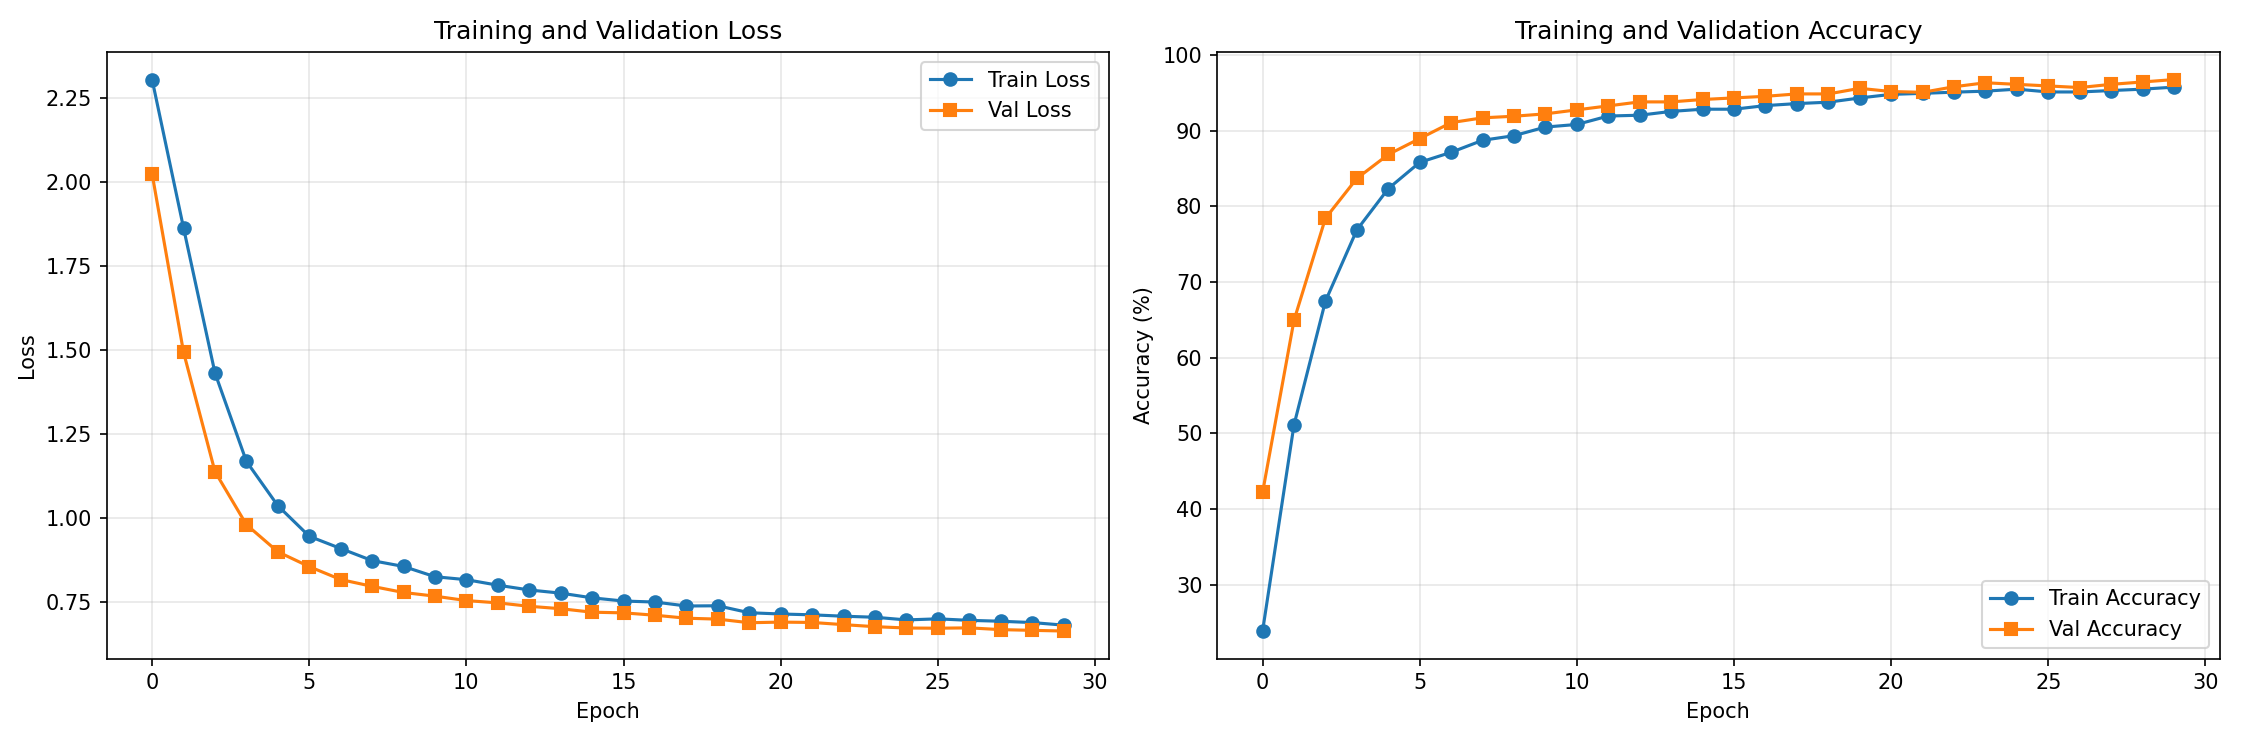 Training and Validation Loss
Train Loss
Val Loss
2.25
2.00
1.75
1.50
1.25
1.00
0.75
Loss
0 5 10 15 20 25 30
Epoch
Training and Validation Accuracy
100
90
80
70
60
50
40
30
Accuracy (%)
Train Accuracy
Val Accuracy
0 5 10 15 20 25 30
Epoch